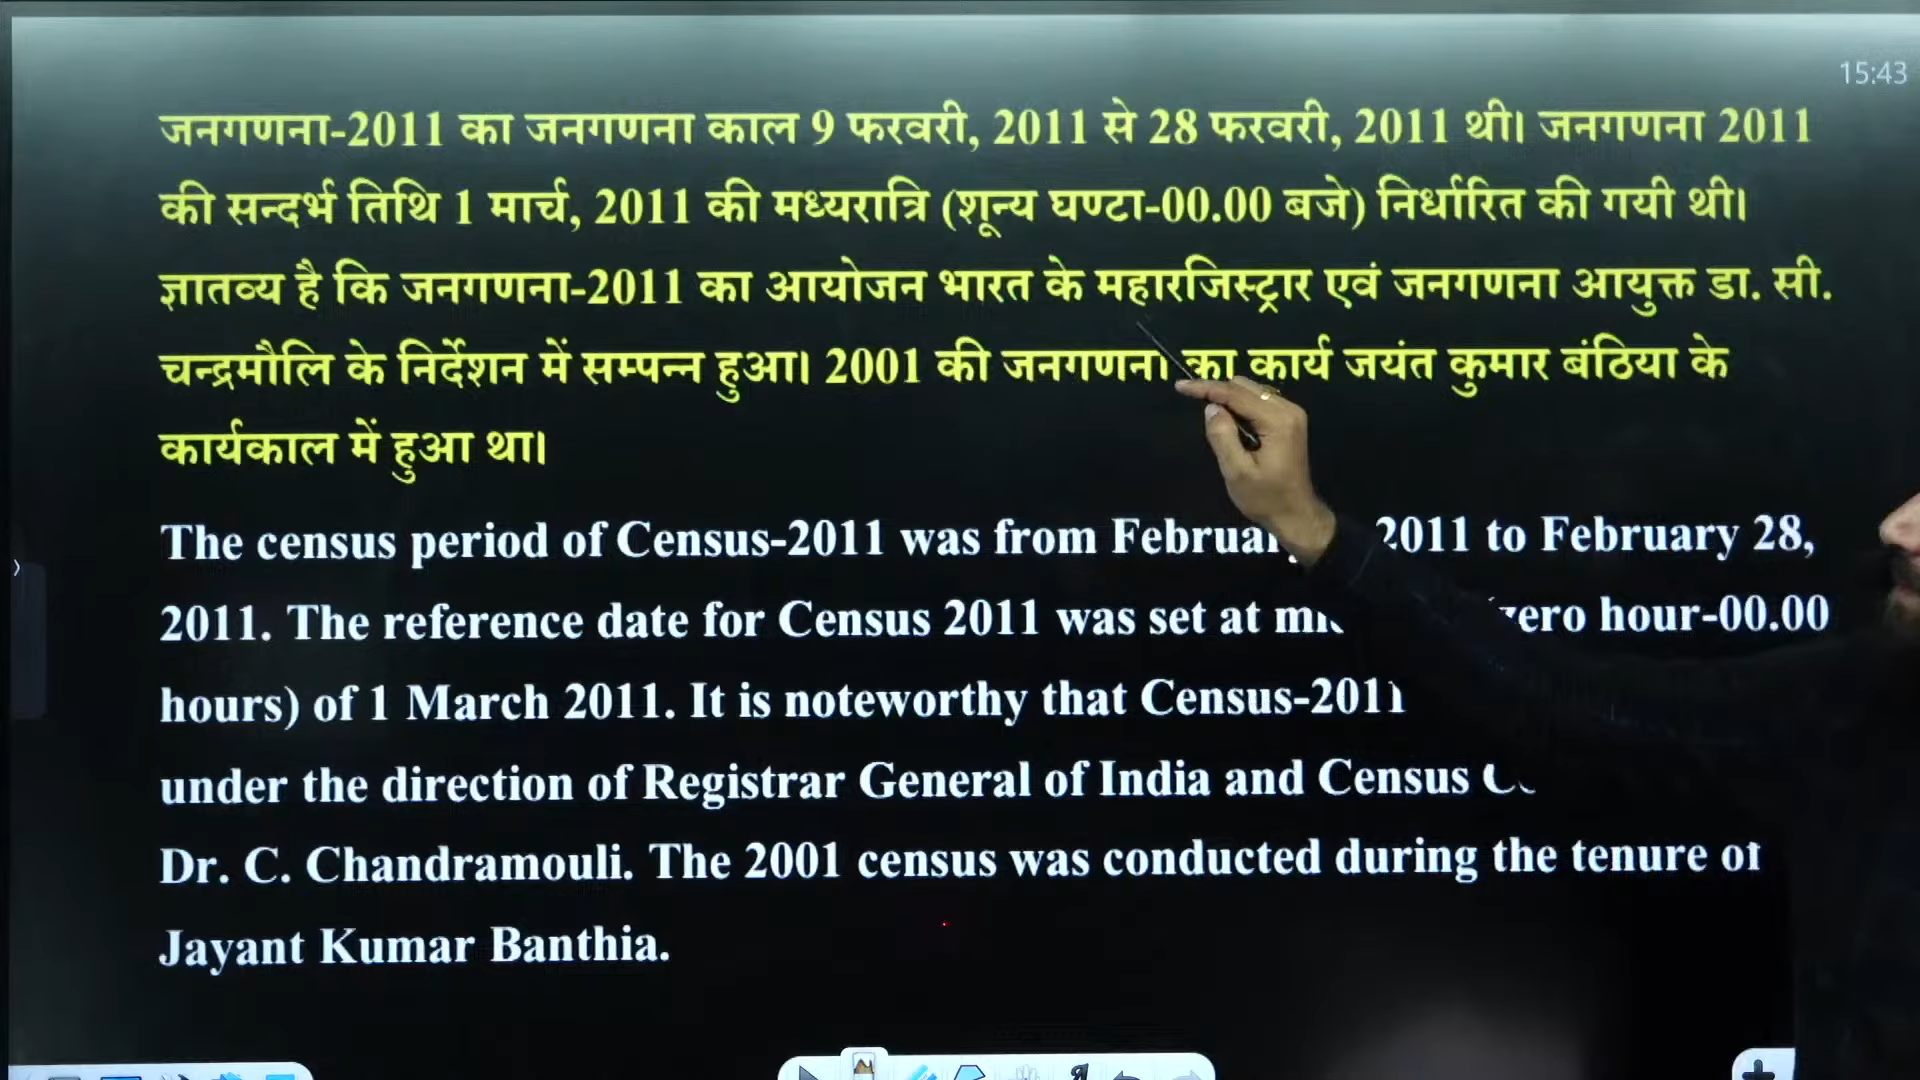 15:43
जनगणना-2011 का जनगणना काल 9 फरवरी, 2011 से 28 फरवरी, 2011 थी। जनगणना 2011
की सन्दर्भ तिथि 1 मार्च, 2011 की मध्यरात्रि (शून्य घण्टा-00.00 बजे) निर्धारित की गयी थी।
ज्ञातव्य है कि जनगणना-2011 का आयोजन भारत के महारजिस्ट्रार एवं जनगणना आयुक्त डा. सी.
चन्द्रमौलि के निर्देशन में सम्पन्न हुआ। 2001 की जनगणना का कार्य जयंत कुमार बंठिया के
कार्यकाल में हुआ था।
The census period of Census-2011 was from 2011 to February 28,
2011. The reference date for Census 2011 was set at zero hour-00.00
hours) of 1 March 2011. It is noteworthy that Census-2011
under the direction of Registrar General of India and Census
Dr. C. Chandramouli. The 2001 census was conducted during the tenure of
Jayant Kumar Banthia.